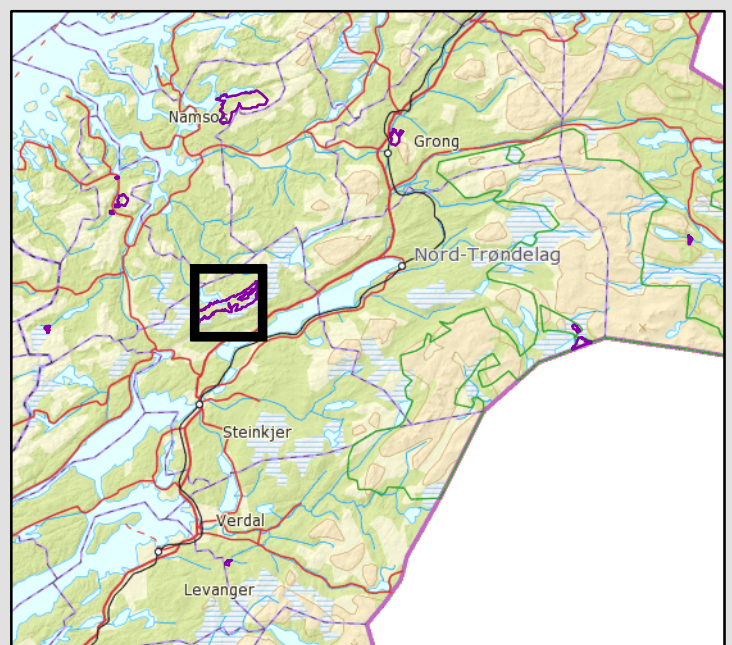 Namsos
Grong
Nord-Trøndelag
Steinkjer
Verdal
Levanger